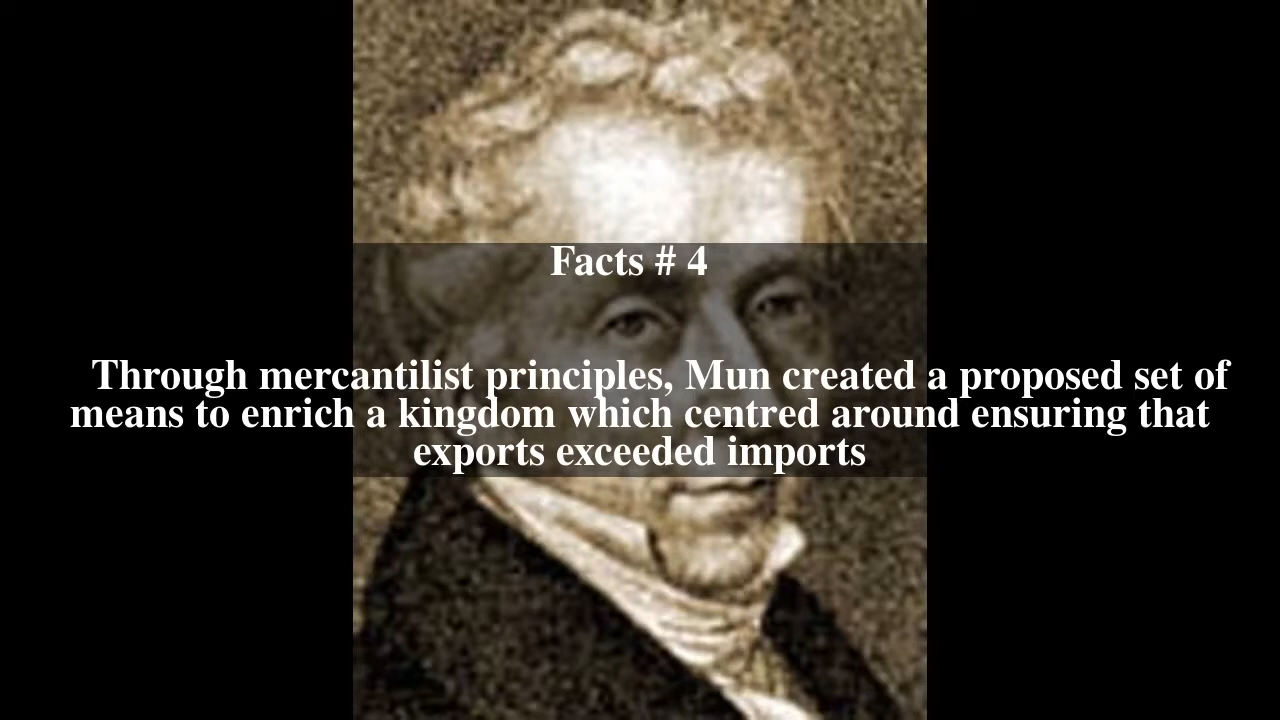 Facts # 4
Through mercantilist principles, Mun created a proposed set of
means to enrich a kingdom which centred around ensuring that
exports exceeded imports